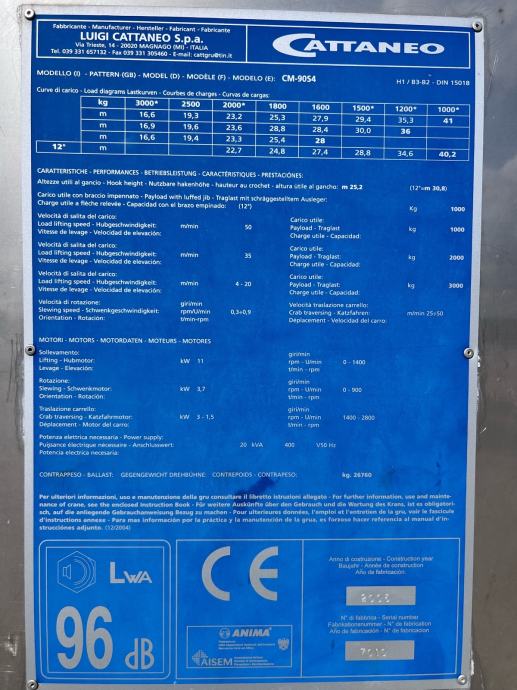 Fabbricante - Manufacturer - Hersteller - Fabricant - Fabricante
LUIGI CATTANEO S.p.a.
Via Trieste, 14 - 20020 MAGNAGO (MI) - ITALIA
Tel. 039 331 657132 - Fax 039 331 305460 - E-mail: cattgru@tin.it
CATTANEO
MODELLO (I) - PATTERN (GB) - MODEL (D) - MODÈLE (F) - MODELO (E): CM-90S4
H1 / B3-B2 - DIN 15018
Curve di carico - Load diagrams Lastkurven - Courbes de charges - Curvas de cargas:
kg 3000* 2500 2000* 1800 1600 1500* 1200* 1000*
m 16,6 19,3 23,2 25,3 27,9 29,4 35,3 41
m 16,9 19,6 23,6 28,8 28,4 30,0 36
m 16,6 19,4 23,3 25,4 28
12° m 22,7 24,8 27,4 28,8 34,6 40,2
CARATTERISTICHE - PERFORMANCES - BETRIEBSLEISTUNG - CARACTÉRISTIQUES - PRESTACIÓNES:
Altezze utili al gancio - Hook height - Nutzbare hakenhöhe - hauteur au crochet - altura útil al gancho: m 25,2 (12°=m 30,8)
Carico utile con braccio impennato - Payload with luffed jib - Traglast mit schräggestelltem Ausleger:
Charge utile a flèche relevée - Capacidad con el brazo empinado: (12°) Kg 1000
Velocità di salita del carico: Carico utile:
Load lifting speed - Hubgeschwindigkeit: m/min 50 Payload - Traglast kg 1000
Vitesse de levage - Velocidad de elevación: Charge utile - Capacidad:
Velocità di salita del carico: Carico utile:
Load lifting speed - Hubgeschwindigkeit: m/min 35 Payload - Traglast kg 2000
Vitesse de levage - Velocidad de elevación: Charge utile - Capacidad:
Velocità di salita del carico: Carico utile:
Load lifting speed - Hubgeschwindigkeit: m/min 4 - 20 Payload - Traglast kg 3000
Vitesse de levage - Velocidad de elevación: Charge utile - Capacidad:
Velocità di rotazione: giri/min Velocità traslazione carrello:
Slewing speed - Schwenkgeschwindigkeit: rpm/U/min 0,3÷0,9 Crab traversing - Katzfahren: m/min 25÷50
Orientation - Rotación: t/min-rpm Déplacement - Velocidad del carro:
MOTORI - MOTORS - MOTORDATEN - MOTEURS - MOTORES
Sollevamento: giri/min
Lifting - Hubmotor: kW 11 rpm - U/min 0 - 1400
Levage - Elevación: t/min - rpm
Rotazione: giri/min
Slewing - Schwenkmotor: kW 3,7 rpm - U/min 0 - 900
Orientation - Rotación: t/min - rpm
Traslazione carrello: giri/min
Crab traversing - Katzfahrmotor: kW 3 - 1,5 rpm - U/min 1400 - 2800
Déplacement - Motor del carro: t/min - rpm
Potenza elettrica necessaria - Power supply:
Puissance électrique nécessaire - Anschlusswert: 20 kVA 400 V50 Hz
Potencia electrica necesaria:
CONTRAPPESO - BALLAST: GEGENGEWICHT DREHBÜHNE: CONTREPOIDS - CONTRAPESO: kg. 26760
Per ulteriori informazioni, uso e manutenzione della gru consultare il libretto istruzioni allegato - For further information, use and mainte-
nance of crane, see the enclosed Instruction Book - Für weitere Auskünfte über den Gebrauch und die Wartung des Krans, ist es obligatori-
sch, auf die anliegende Gebrauchanweisung Bezug zu machen - Pour ulterieures données, l'emploi et l'entretien de la gru, voir le fascicule
d'instructions annexe - Para mas información por la práctica y la manutención de la grua, es forzoso hacer referencia al manual d'in-
strucciónes adjunto. (12/2004)
LWA
96 dB
CE
ANIMA
AISEM
Anno di costruzione - Construction year
Baujahr - Année de construction
Año de fabricación
N° di fabbrica - Serial number
Fabrikationsnummer - N° de fabrication
Año de fabricación - N° de fabricación